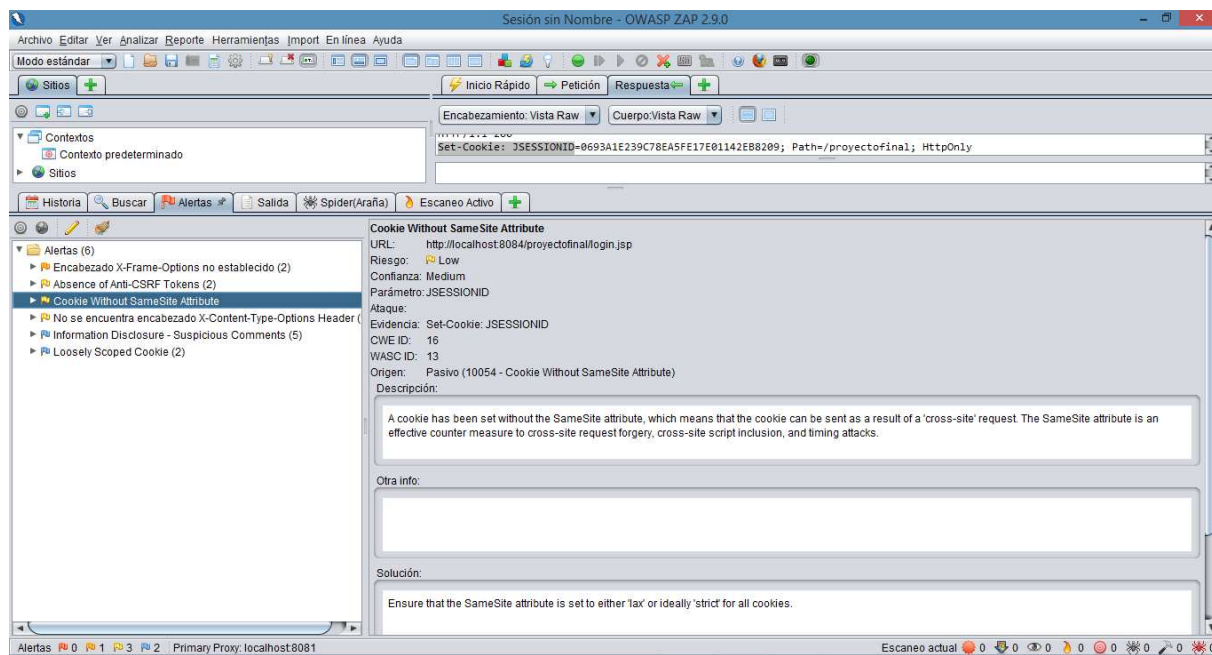 Sesión sin Nombre - OWASP ZAP 2.9.0
Archivo Editar Ver Analizar Reporte Herramientas Import En línea Ayuda
Modo estándar
Sitios
Inicio Rápido
Petición
Respuesta
Encabezamiento: Vista Raw
Cuerpo:Vista Raw
Contextos
Contexto predeterminado
Sitios
HTTP/1.1 200
Set-Cookie: JSESSIONID=0693A1E239C78EA5FE17E01142EB8209; Path=/proyectofinal; HttpOnly
Historia
Buscar
Alertas
Salida
Spider(Araña)
Escaneo Activo
Alertas (6)
Encabezado X-Frame-Options no establecido (2)
Absence of Anti-CSRF Tokens (2)
Cookie Without SameSite Attribute
No se encuentra encabezado X-Content-Type-Options Header (
Information Disclosure - Suspicious Comments (5)
Loosely Scoped Cookie (2)
Cookie Without SameSite Attribute
URL: http://localhost:8084/proyectofinal/login.jsp
Riesgo: Low
Confianza: Medium
Parámetro: JSESSIONID
Ataque:
Evidencia: Set-Cookie: JSESSIONID
CWE ID: 16
WASC ID: 13
Origen: Pasivo (10054 - Cookie Without SameSite Attribute)
Descripción:
A cookie has been set without the SameSite attribute, which means that the cookie can be sent as a result of a 'cross-site' request. The SameSite attribute is an
effective counter measure to cross-site request forgery, cross-site script inclusion, and timing attacks.
Otra info:
Solución:
Ensure that the SameSite attribute is set to either 'lax' or ideally 'strict' for all cookies.
Alertas 0 1 3 2 Primary Proxy: localhost:8081
Escaneo actual 0 0 0 0 0 0 0